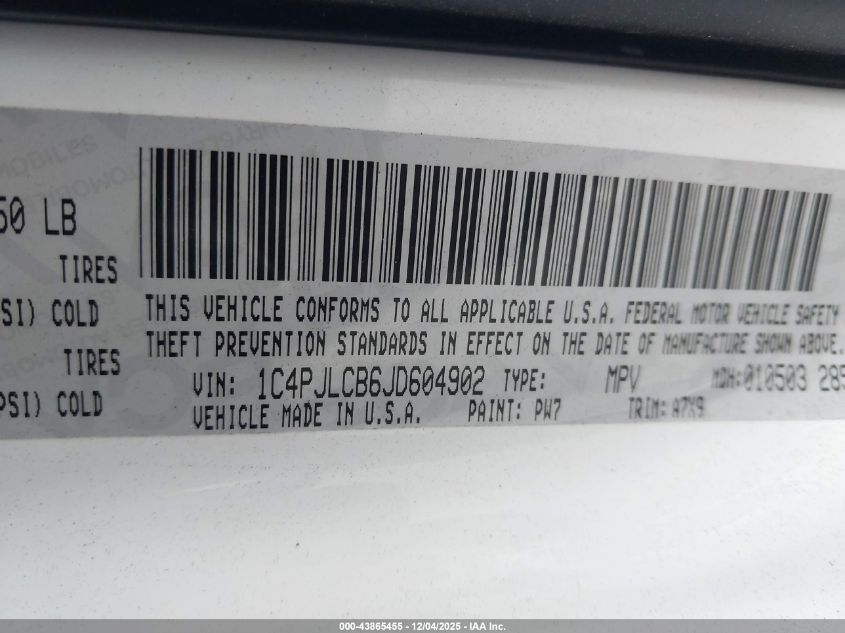 50 LB
TIRES
SI) COLD
TIRES
PSI) COLD
THIS VEHICLE CONFORMS TO ALL APPLICABLE U.S.A. FEDERAL MOTOR VEHICLE SAFETY
THEFT PREVENTION STANDARDS IN EFFECT ON THE DATE OF MANUFACTURE SHOWN ABOVE.
VIN: 1C4PJLCB6JD604902 TYPE: MPV MDH:010503 285
VEHICLE MADE IN U.S.A. PAINT: PW7 TRIM: A7X9
000-43865455 - 12/04/2025 - IAA Inc.